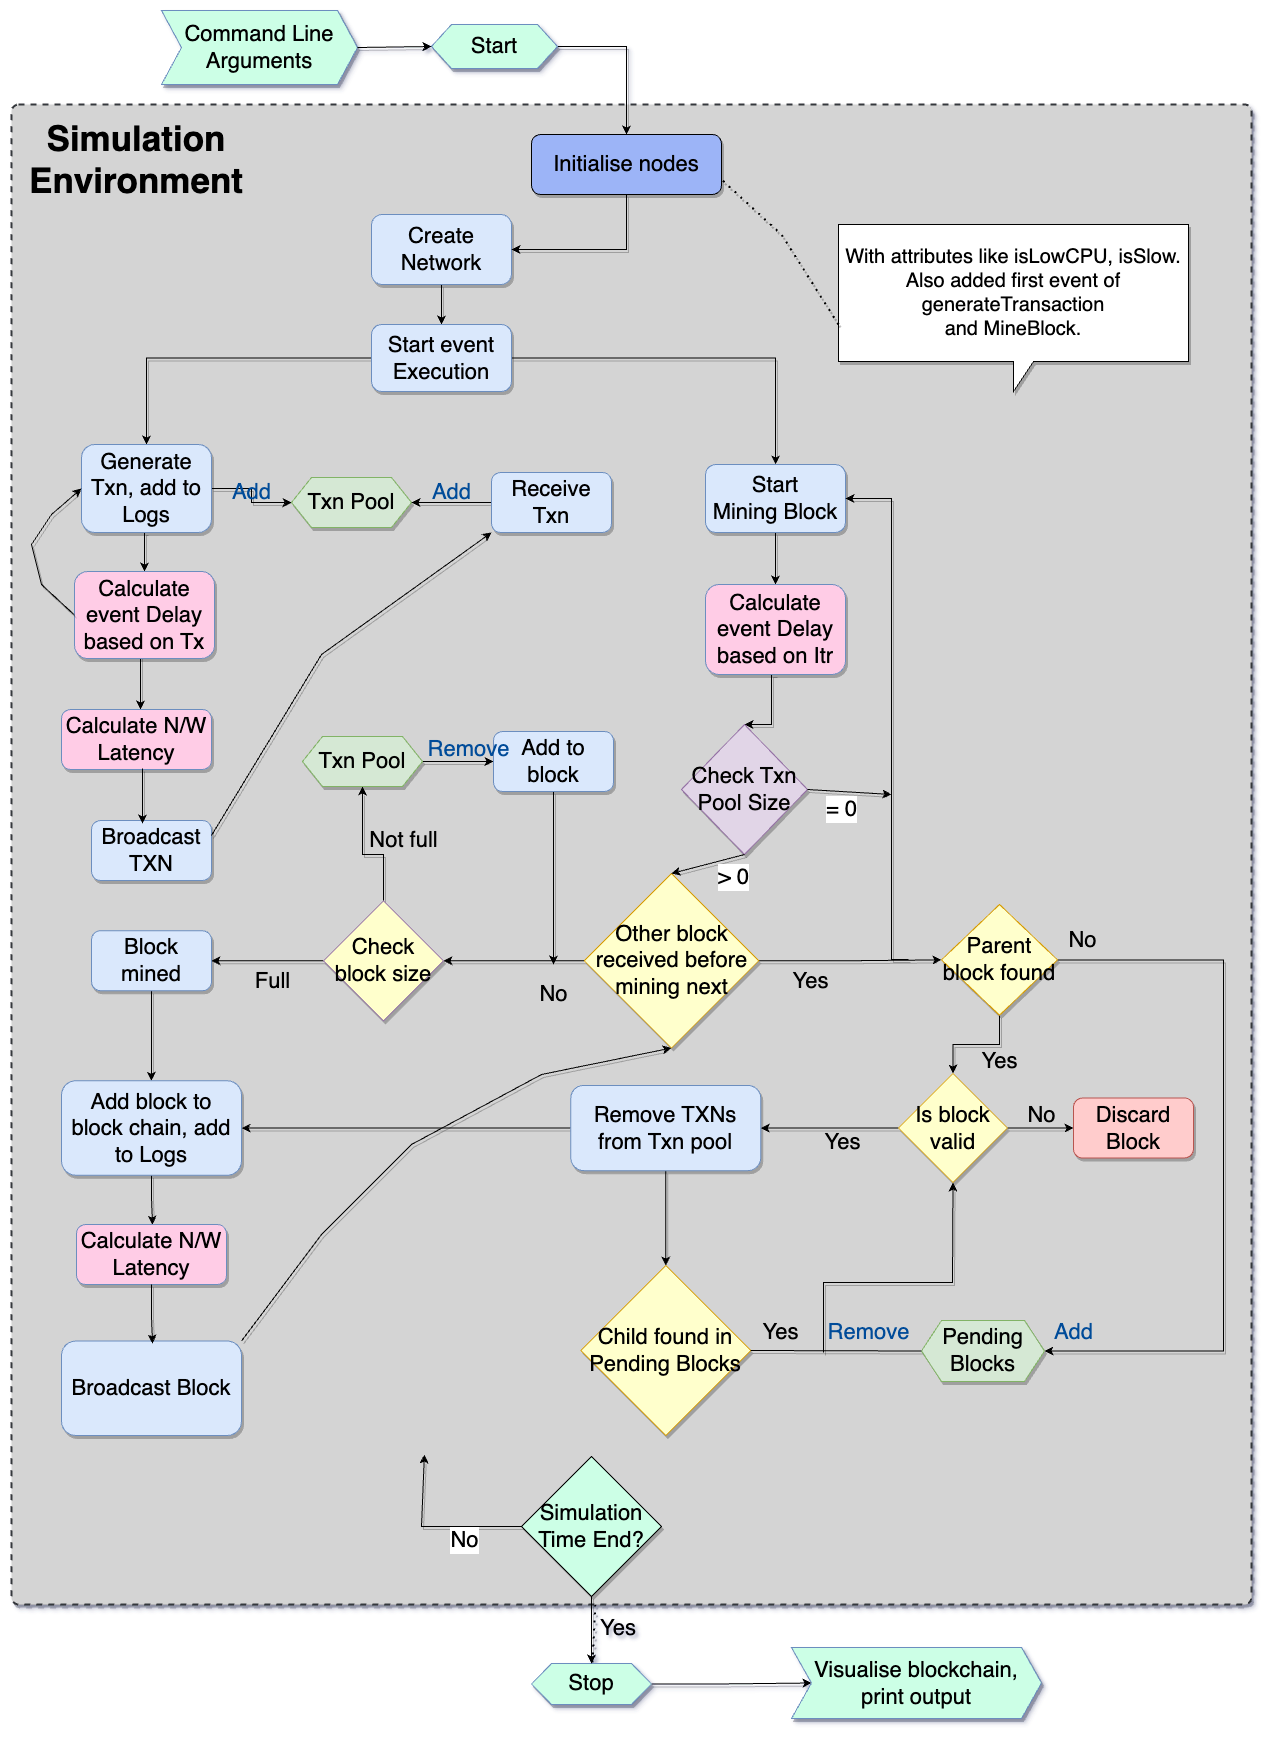 Command Line
Arguments
Start
Simulation
Environment
Initialise nodes
Create
Network
With attributes like isLowCPU, isSlow.
Also added first event of
generateTransaction
and MineBlock.
Start event
Execution
Generate
Txn, add to
Logs
Add
Txn Pool
Add
Receive
Txn
Start
Mining Block
Calculate
event Delay
based on Tx
Calculate
event Delay
based on Itr
Calculate N/W
Latency
Txn Pool
Remove
Add to
block
Check Txn
Pool Size
= 0
Broadcast
TXN
Not full
> 0
Block
mined
Full
Check
block size
No
Other block
received before
mining next
Yes
Parent
block found
No
Yes
Add block to
block chain, add
to Logs
Remove TXNs
from Txn pool
Yes
Is block
valid
No
Discard
Block
Calculate N/W
Latency
Broadcast Block
Child found in
Pending Blocks
Yes
Remove
Pending
Blocks
Add
Simulation
Time End?
No
Yes
Stop
Visualise blockchain,
print output